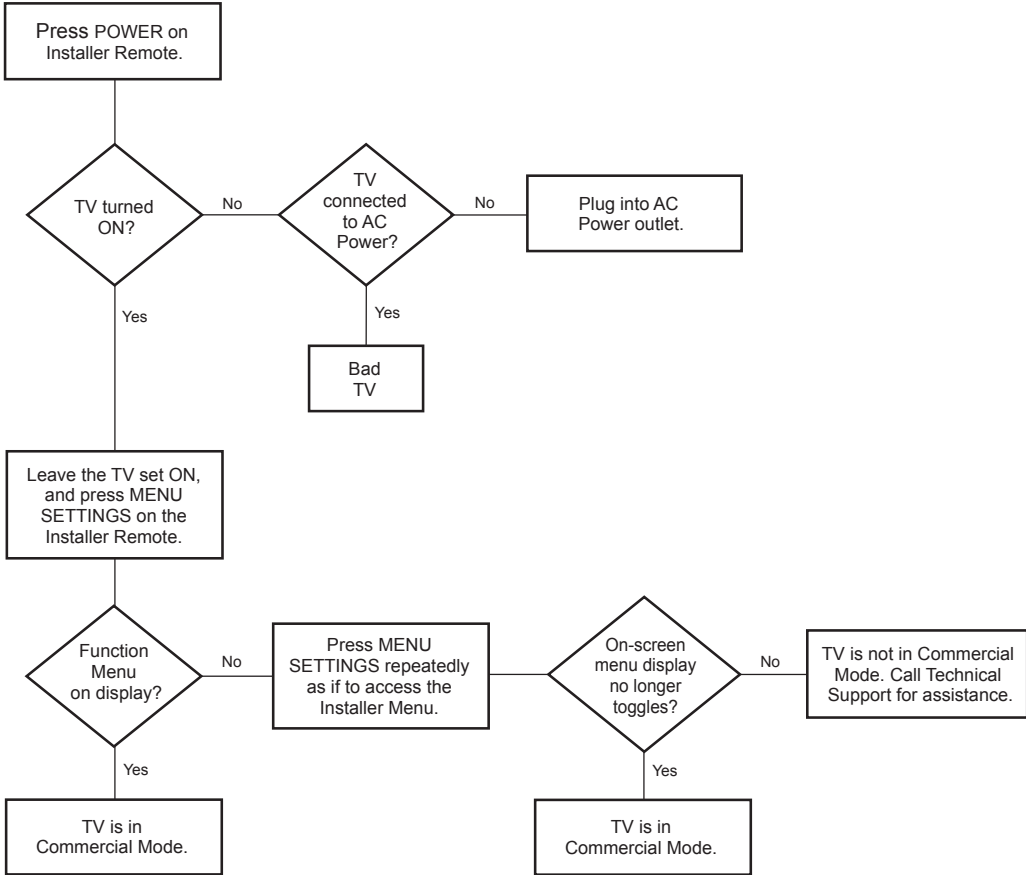 Press POWER on
Installer Remote.
TV turned
ON?
No
TV
connected
to AC
Power?
No
Plug into AC
Power outlet.
Yes
Yes
Bad
TV
Leave the TV set ON,
and press MENU
SETTINGS on the
Installer Remote.
Function
Menu
on display?
No
Press MENU
SETTINGS repeatedly
as if to access the
Installer Menu.
On-screen
menu display
no longer
toggles?
No
TV is not in Commercial
Mode. Call Technical
Support for assistance.
Yes
Yes
TV is in
Commercial Mode.
TV is in
Commercial Mode.